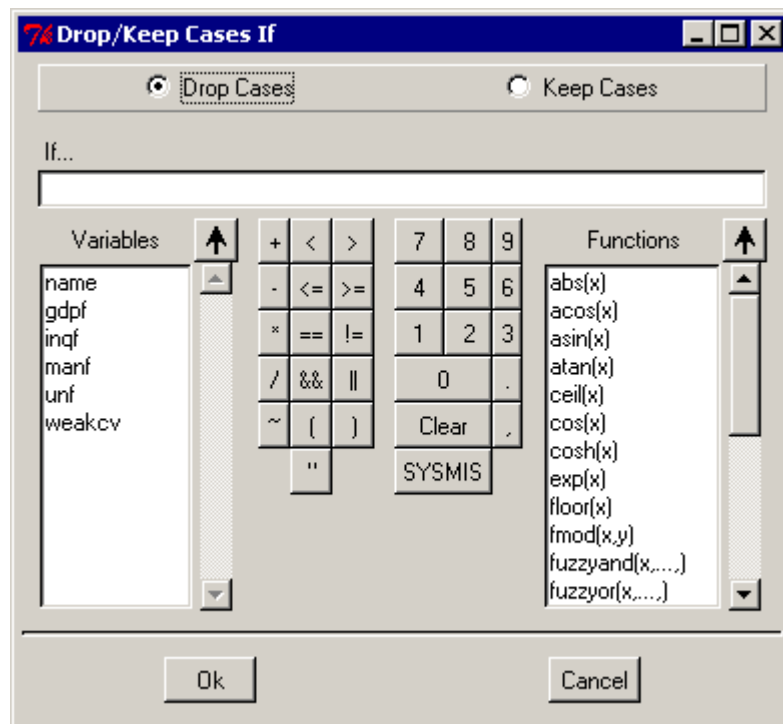 Drop/Keep Cases If
Drop Cases Keep Cases
If...
Variables
name
gdpf
inqf
manf
unf
weakcv
+ < >
- <= >=
* == !=
/ && ||
~ ( )
"
7 8 9
4 5 6
1 2 3
0 .
Clear ,
SYSMIS
Functions
abs(x)
acos(x)
asin(x)
atan(x)
ceil(x)
cos(x)
cosh(x)
exp(x)
floor(x)
fmod(x,y)
fuzzyand(x,...,)
fuzzyor(x,...,)
Ok Cancel